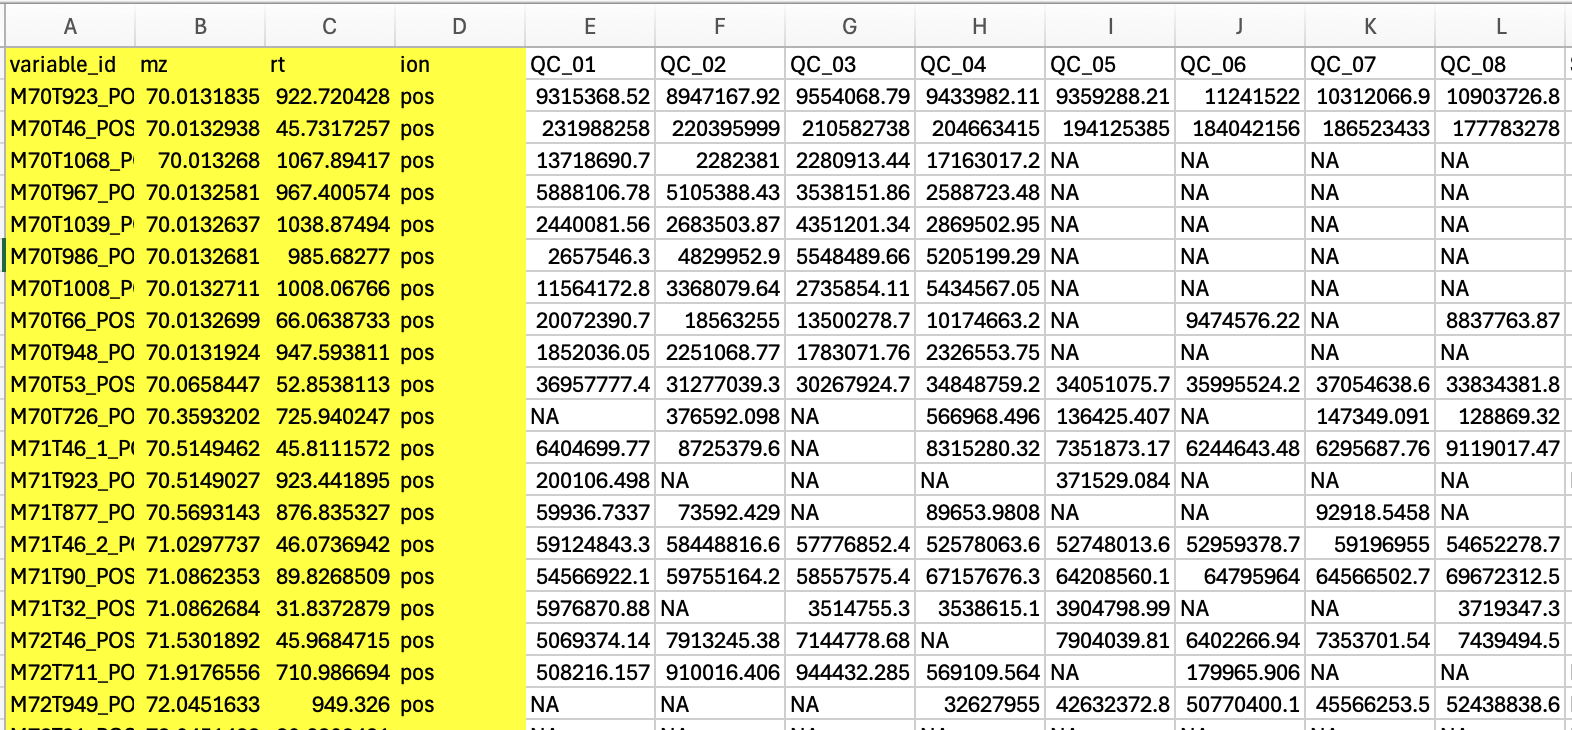 A B C D E F G H I J K L
variable_id mz rt ion QC_01 QC_02 QC_03 QC_04 QC_05 QC_06 QC_07 QC_08
M70T923_PO 70.0131835 922.720428 pos 9315368.52 8947167.92 9554068.79 9433982.11 9359288.21 11241522 10312066.9 10903726.8
M70T46_POS 70.0132938 45.7317257 pos 231988258 220395999 210582738 204663415 194125385 184042156 186523433 177783278
M70T1068_P 70.013268 1067.89417 pos 13718690.7 2282381 2280913.44 17163017.2 NA NA NA NA
M70T967_PO 70.0132581 967.400574 pos 5888106.78 5105388.43 3538151.86 2588723.48 NA NA NA NA
M70T1039_P 70.0132637 1038.87494 pos 2440081.56 2683503.87 4351201.34 2869502.95 NA NA NA NA
M70T986_PO 70.0132681 985.68277 pos 2657546.3 4829952.9 5548489.66 5205199.29 NA NA NA NA
M70T1008_P 70.0132711 1008.06766 pos 11564172.8 3368079.64 2735854.11 5434567.05 NA NA NA NA
M70T66_POS 70.0132699 66.0638733 pos 20072390.7 18563255 13500278.7 10174663.2 NA 9474576.22 NA 8837763.87
M70T948_PO 70.0131924 947.593811 pos 1852036.05 2251068.77 1783071.76 2326553.75 NA NA NA NA
M70T53_POS 70.0658447 52.8538113 pos 36957777.4 31277039.3 30267924.7 34848759.2 34051075.7 35995524.2 37054638.6 33834381.8
M70T726_PO 70.3593202 725.940247 pos NA 376592.098 NA 566968.496 136425.407 NA 147349.091 128869.32
M71T46_1_P 70.5149462 45.8111572 pos 6404699.77 8725379.6 NA 8315280.32 7351873.17 6244643.48 6295687.76 9119017.47
M71T923_PO 70.5149027 923.441895 pos 200106.498 NA NA NA 371529.084 NA NA NA
M71T877_PO 70.5693143 876.835327 pos 59936.7337 73592.429 NA 89653.9808 NA NA 92918.5458 NA
M71T46_2_P 71.0297737 46.0736942 pos 59124843.3 58448816.6 57776852.4 52578063.6 52748013.6 52959378.7 59196955 54652278.7
M71T90_POS 71.0862353 89.8268509 pos 54566922.1 59755164.2 58557575.4 67157676.3 64208560.1 64795964 64566502.7 69672312.5
M71T32_POS 71.0862684 31.8372879 pos 5976870.88 NA 3514755.3 3538615.1 3904798.99 NA NA 3719347.3
M72T46_POS 71.5301892 45.9684715 pos 5069374.14 7913245.38 7144778.68 NA 7904039.81 6402266.94 7353701.54 7439494.5
M72T711_PO 71.9176556 710.986694 pos 508216.157 910016.406 944432.285 569109.564 NA 179965.906 NA NA
M72T949_PO 72.0451633 949.326 pos NA NA NA 32627955 42632372.8 50770400.1 45566253.5 52438838.6